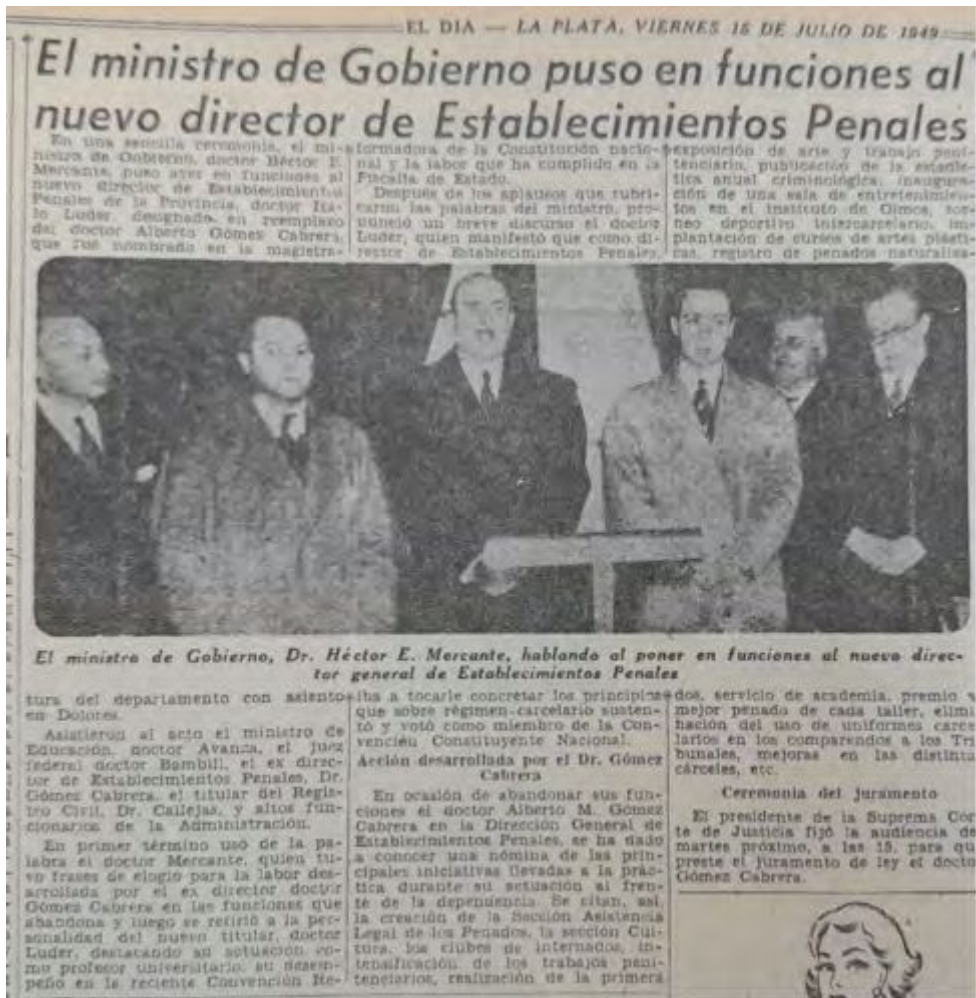 EL DIA — LA PLATA, VIERNES 15 DE JULIO DE 1949
El ministro de Gobierno puso en funciones al
nuevo director de Establecimientos Penales
En una sencilla ceremonia, el mi-
nistro de Gobierno, doctor Héctor E.
Mercante, puso ayer en funciones al
nuevo director de Establecimientos
Penales de la Provincia, doctor Ita-
lo Luder, designado en reemplazo
del doctor Alberto Gómez Cabrera,
que fué nombrado en la magistra-
formadora de la Constitución nacio-
nal y la labor que ha cumplido en la
Fiscalía de Estado.
Después de los aplausos que rubri-
caron las palabras del ministro, pro-
nunció un breve discurso el doctor
Luder, quien manifestó que como di-
rector de Establecimientos Penales,
exposición de arte y trabajo peni-
tenciario, publicación de la estadís-
tica anual criminológica, inaugura-
ción de una sala de entretenimien-
tos en el instituto de Olmos, tor-
neo deportivo intercarcelario, im-
plantación de cursos de artes plásti-
cas, registro de penados naturaliza-
El ministro de Gobierno, Dr. Héctor E. Mercante, hablando al poner en funciones al nuevo direc-
tor general de Establecimientos Penales
tura del departamento con asiento
en Dolores.
Asistieron al acto el ministro de
Educación, doctor Avanza, el juez
federal doctor Bambill, el ex direc-
tor de Establecimientos Penales, Dr.
Gómez Cabrera, el titular del Regis-
tro Civil, Dr. Callejas, y altos fun-
cionarios de la Administración.
En primer término usó de la pa-
labra el doctor Mercante, quien tu-
vo frases de elogio para la labor des-
arrollada por el ex director doctor
Gómez Cabrera en las funciones que
abandona y luego se refirió a la per-
sonalidad del nuevo titular, doctor
Luder, destacando su actuación co-
mo profesor universitario, su desem-
peño en la reciente Convención Re-
iba a tocarle concretar los principios
que sobre régimen carcelario susten-
tó y votó como miembro de la Con-
vención Constituyente Nacional.
Acción desarrollada por el Dr. Gómez
Cabrera
En ocasión de abandonar sus fun-
ciones el doctor Alberto M. Gómez
Cabrera en la Dirección General de
Establecimientos Penales, se ha dado
a conocer una nómina de las prin-
cipales iniciativas llevadas a la prác-
tica durante su actuación al fren-
te de la dependencia. Se citan, así,
la creación de la Sección Asistencia
Legal de los Penados, la sección Cul-
tura, los clubes de internados, in-
tensificación de los trabajos peni-
tenciarios, realización de la primera
dos, servicio de academia, premio
mejor penado de cada taller, elimi
nación del uso de uniformes carce
larios en los comparendos a los Tri
bunales, mejoras en las distinta
cárceles, etc.
Ceremonia del juramento
El presidente de la Suprema Cor
te de Justicia fijó la audiencia de
martes próximo, a las 15, para qu
preste el juramento de ley el docto
Gómez Cabrera.